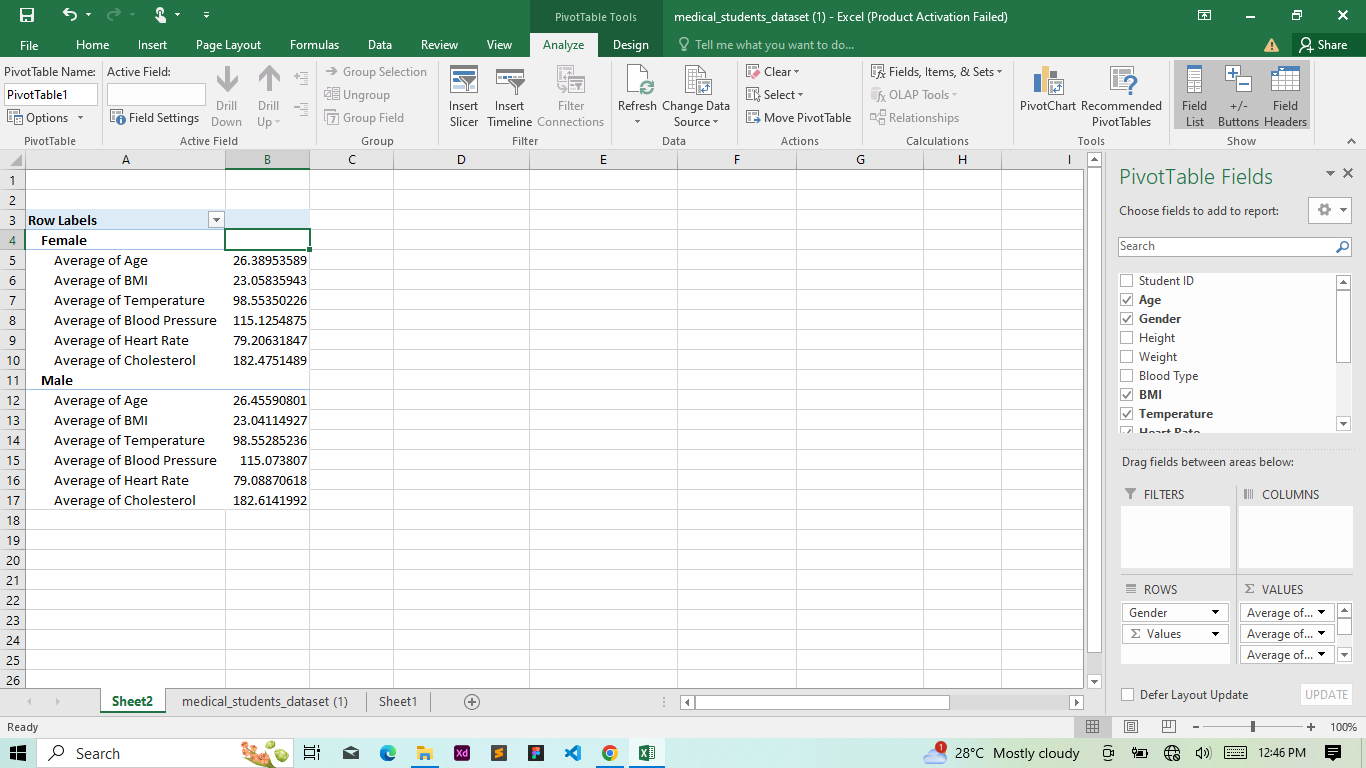 PivotTable Tools
medical_students_dataset (1) - Excel (Product Activation Failed)
File Home Insert Page Layout Formulas Data Review View Analyze Design Tell me what you want to do... Share
PivotTable Name:
PivotTable1
Options
PivotTable
Active Field:
Field Settings
Drill Down
Drill Up
Active Field
Group Selection
Ungroup
Group Field
Group
Insert Slicer
Insert Timeline
Filter Connections
Filter
Refresh
Change Data Source
Data
Clear
Select
Move PivotTable
Actions
Fields, Items, & Sets
OLAP Tools
Relationships
Calculations
PivotChart
Recommended PivotTables
Tools
Field List
+/- Buttons
Field Headers
Show
A B C D E F G H I
1
2
3 Row Labels
4 Female
5 Average of Age 26.38953589
6 Average of BMI 23.05835943
7 Average of Temperature 98.55350226
8 Average of Blood Pressure 115.1254875
9 Average of Heart Rate 79.20631847
10 Average of Cholesterol 182.4751489
11 Male
12 Average of Age 26.45590801
13 Average of BMI 23.04114927
14 Average of Temperature 98.55285236
15 Average of Blood Pressure 115.073807
16 Average of Heart Rate 79.08870618
17 Average of Cholesterol 182.6141992
18
19
20
21
22
23
24
25
26
PivotTable Fields
Choose fields to add to report:
Search
Student ID
Age
Gender
Height
Weight
Blood Type
BMI
Temperature
Heart Rate
Drag fields between areas below:
FILTERS
COLUMNS
ROWS
Gender
Σ Values
Σ VALUES
Average of...
Average of...
Average of...
Defer Layout Update
UPDATE
Sheet2 medical_students_dataset (1) Sheet1
Ready
100%
Search
Xd
1
28°C Mostly cloudy
12:46 PM